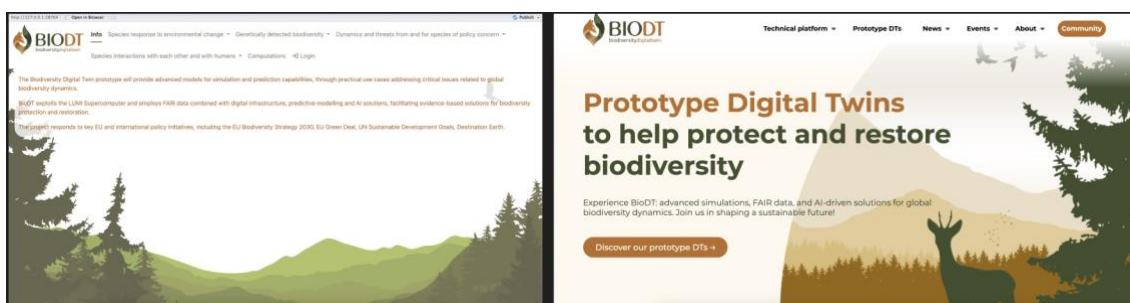 http://127.0.0.1:28764 Open in Browser Publish
BIODT
biodiversitydigitaltwin
Info Species response to environmental change Genetically detected biodiversity Dynamics and threats from and for species of policy concern
Species interactions with each other and with humans Computations Login
The Biodiversity Digital Twin prototype will provide advanced models for simulation and prediction capabilities, through practical use cases addressing critical issues related to global
biodiversity dynamics.
BioDT exploits the LUMI Supercomputer and employs FAIR data combined with digital infrastructure, predictive modelling and AI solutions, facilitating evidence-based solutions for biodiversity
protection and restoration.
The project responds to key EU and international policy initiatives, including the EU Biodiversity Strategy 2030, EU Green Deal, UN Sustainable Development Goals, Destination Earth.
BIODT
biodiversitydigitaltwin
Technical platform Prototype DTs News Events About Community
Prototype Digital Twins
to help protect and restore
biodiversity
Experience BioDT: advanced simulations, FAIR data, and AI-driven solutions for global
biodiversity dynamics. Join us in shaping a sustainable future!
Discover our prototype DTs →